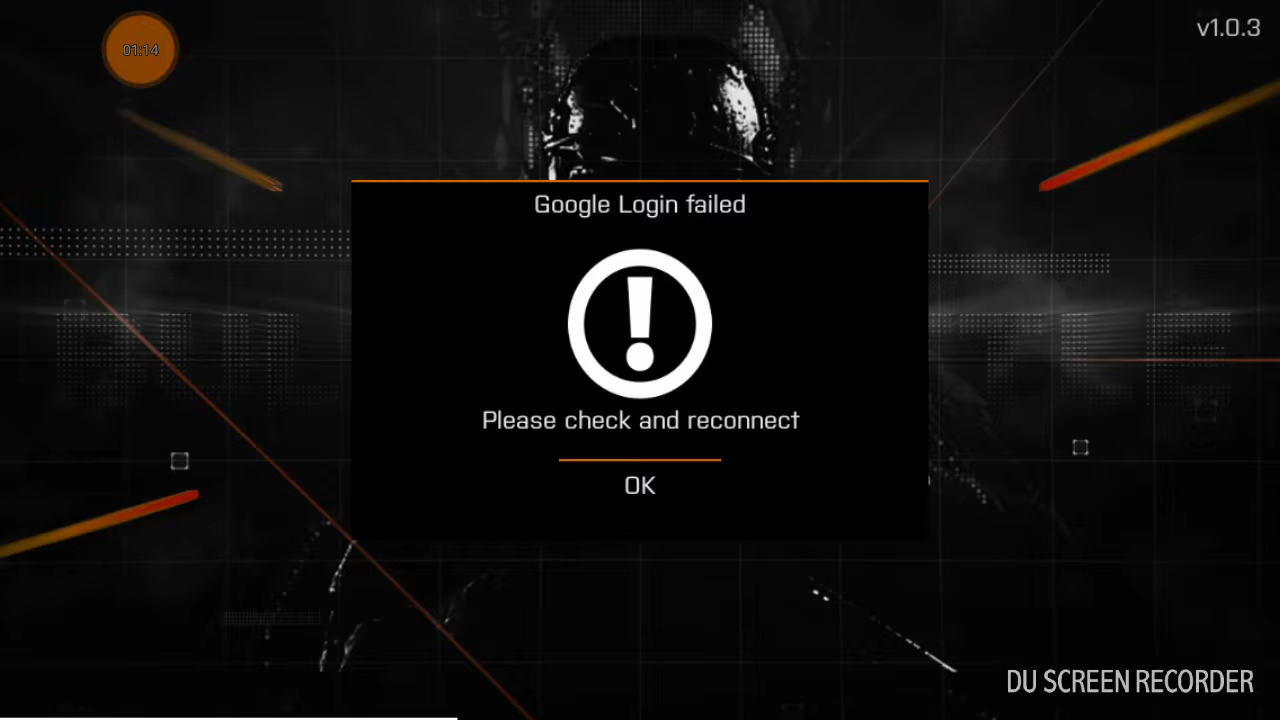 01:14
v1.0.3
Google Login failed
Please check and reconnect
OK
DU SCREEN RECORDER